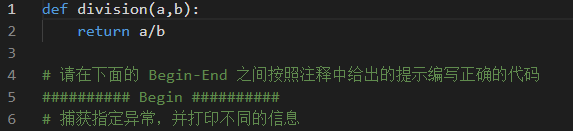 1 def division(a,b):
2     return a/b
3
4 # 请在下面的 Begin-End 之间按照注释中给出的提示编写正确的代码
5 ########## Begin ##########
6 # 捕获指定异常，并打印不同的信息